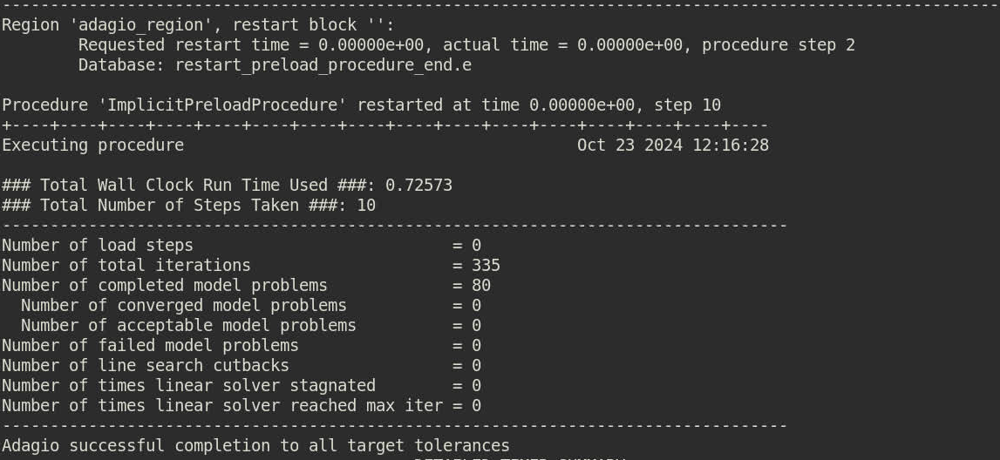 --------------------------------------------------------------------------------------------------------
Region 'adagio_region', restart block '':
Requested restart time = 0.00000e+00, actual time = 0.00000e+00, procedure step 2
Database: restart_preload_procedure_end.e
Procedure 'ImplicitPreloadProcedure' restarted at time 0.00000e+00, step 10
+----+----+----+----+----+----+----+----+----+----+----+----+----+----+----+----
Executing procedure                                         Oct 23 2024 12:16:28
### Total Wall Clock Run Time Used ###: 0.72573
### Total Number of Steps Taken ###: 10
----------------------------------------------------------------------------------
Number of load steps                           = 0
Number of total iterations                     = 335
Number of completed model problems             = 80
  Number of converged model problems           = 0
  Number of acceptable model problems          = 0
Number of failed model problems                = 0
Number of line search cutbacks                 = 0
Number of times linear solver stagnated        = 0
Number of times linear solver reached max iter = 0
----------------------------------------------------------------------------------
Adagio successful completion to all target tolerances